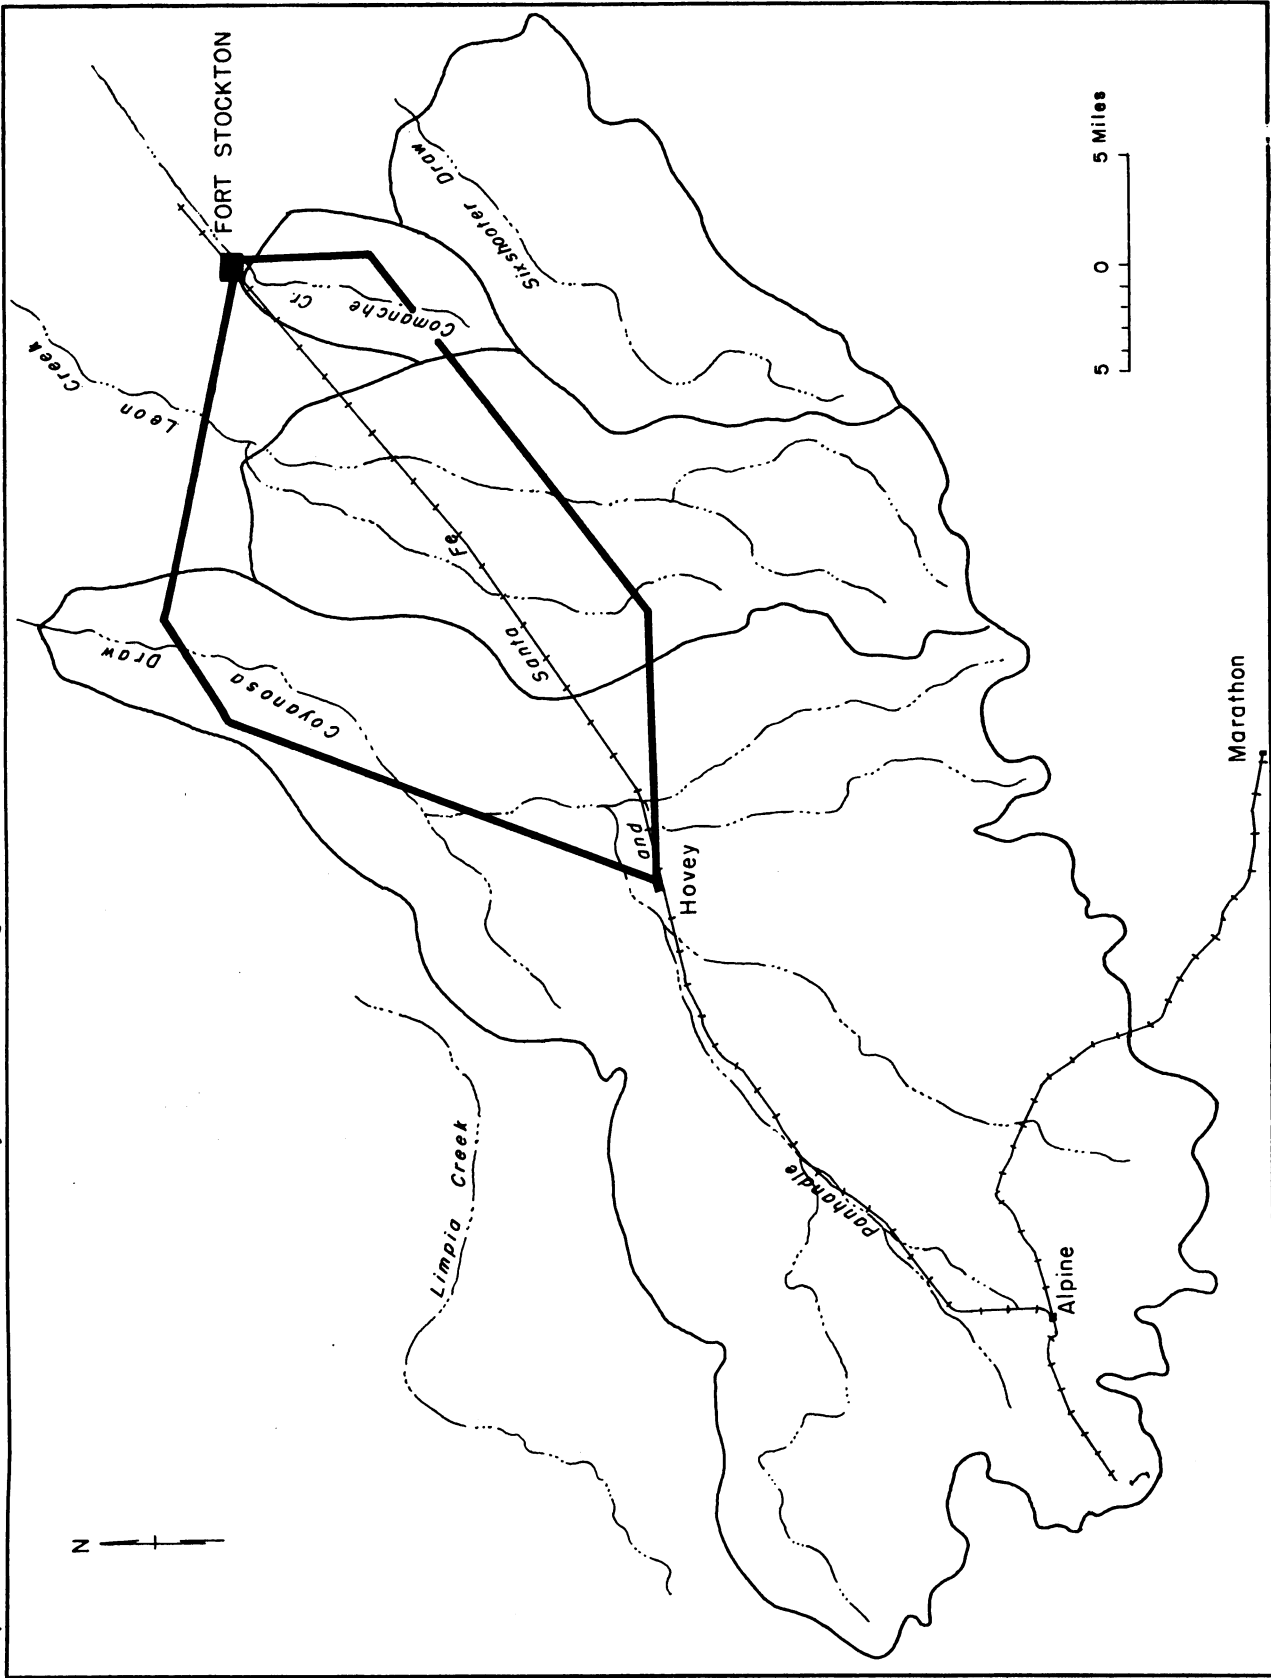 N
FORT STOCKTON
Leon Creek
Comanche Cr.
Sixshooter Draw
Coyanosa Draw
5 0 5 Miles
Panhandle and Santa Fe
Hovey
Limpia Creek
Alpine
Marathon